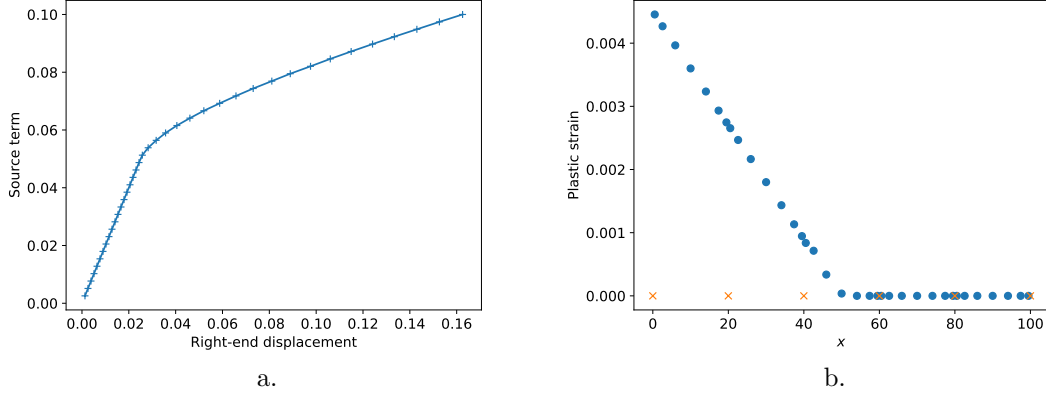 0.10
0.08
0.06
0.04
0.02
0.00
Source term
0.00 0.02 0.04 0.06 0.08 0.10 0.12 0.14 0.16
Right-end displacement
a.
0.004
0.003
0.002
0.001
0.000
Plastic strain
0 20 40 60 80 100
x
b.